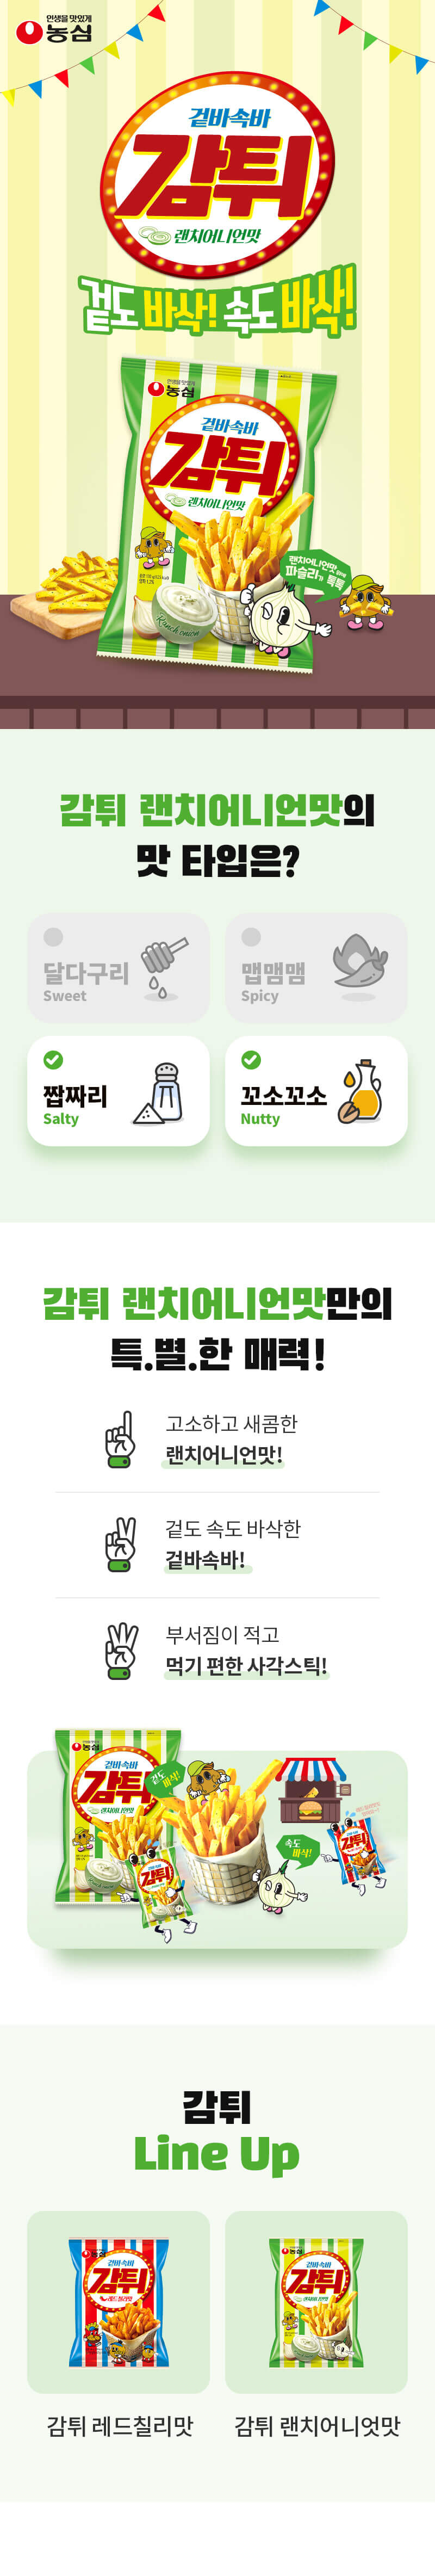 인생을 맛있게
농심
겉바속바
감튀
랜치어니언맛
겉도 바삭! 속도 바삭!
인생을 맛있게
농심
겉바속바
감튀
랜치어니언맛
랜치어니언맛
파슬라가 톡톡
Ranch onion
감튀 랜치어니언맛의
맛 타입은?
달다구리
Sweet
맵맴맴
Spicy
짭짜리
Salty
꼬소꼬소
Nutty
감튀 랜치어니언맛만의
특.별.한 매력!
고소하고 새콤한
랜치어니언맛!
겉도 속도 바삭한
겉바속바!
부서짐이 적고
먹기 편한 사각스틱!
농심
겉바속바
감튀
랜치어니언맛
겉도
바삭!
감튀
속도
바삭!
감튀
감튀
Line Up
농심
겉바속바
감튀
레드칠리맛
농심
겉바속바
감튀
랜치어니언맛
감튀 레드칠리맛
감튀 랜치어니엇맛